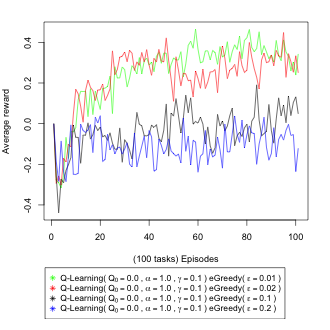 0.4
0.2
0.0
-0.2
-0.4
Average reward
0 20 40 60 80 100
(100 tasks) Episodes
Q-Learning( Q₀ = 0.0 , α = 1.0 , γ = 0.1 ) eGreedy( ε = 0.01 )
Q-Learning( Q₀ = 0.0 , α = 1.0 , γ = 0.1 ) eGreedy( ε = 0.02 )
Q-Learning( Q₀ = 0.0 , α = 1.0 , γ = 0.1 ) eGreedy( ε = 0.1 )
Q-Learning( Q₀ = 0.0 , α = 1.0 , γ = 0.1 ) eGreedy( ε = 0.2 )